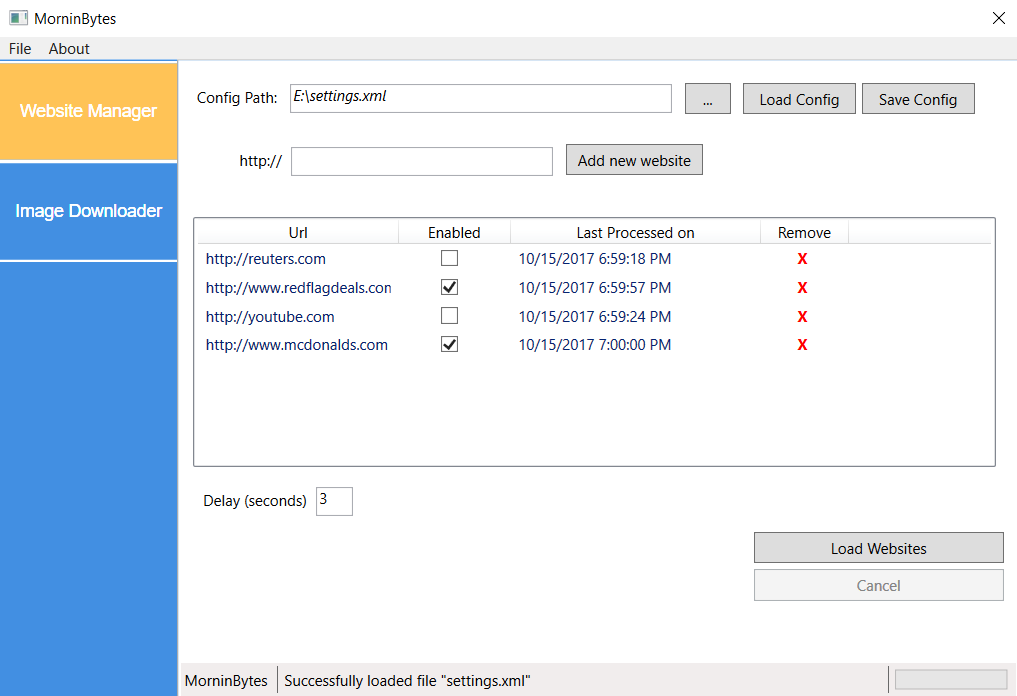 MorninBytes
File About
Website Manager
Image Downloader
Config Path: E:\settings.xml ... Load Config Save Config
http:// Add new website
Url Enabled Last Processed on Remove
http://reuters.com 10/15/2017 6:59:18 PM X
http://www.redflagdeals.con 10/15/2017 6:59:57 PM X
http://youtube.com 10/15/2017 6:59:24 PM X
http://www.mcdonalds.com 10/15/2017 7:00:00 PM X
Delay (seconds) 3
Load Websites
Cancel
MorninBytes Successfully loaded file "settings.xml"